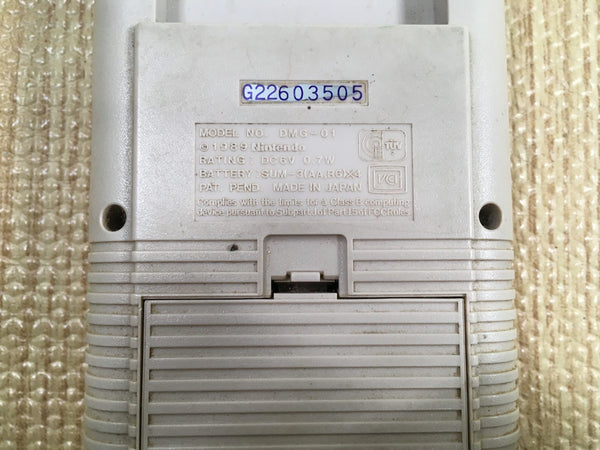 G22603505
MODEL NO. DMG-01
©1989 Nintendo
RATING: DC6V 0.7W
BATTERY: SUM-3(AA,R6)X4
PAT. PEND. MADE IN JAPAN
Complies with the limits for a Class B computing
device pursuant to Subpart J of Part 15 of FCC Rules